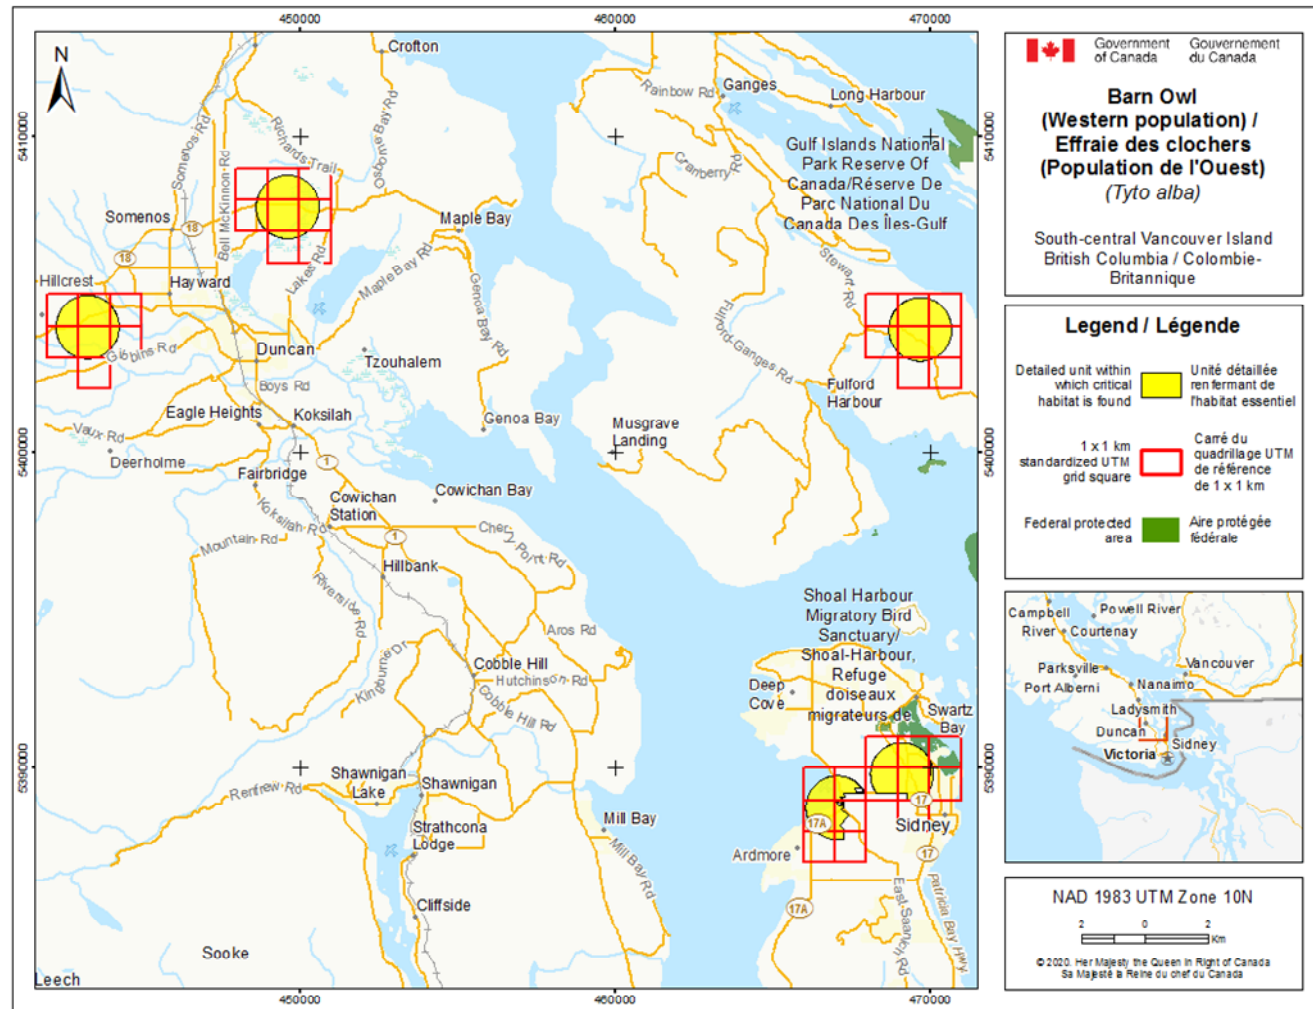 450000
460000
470000
N
Crofton
Ganges
Long Harbour
Rainbow Rd
5410000
5410000
Somenos Rd
Bell McKinnon Rd
Richards Trail
Osborne Bay Rd
Cranberry Rd
Gulf Islands National
Park Reserve Of
Canada/Réserve De
Parc National Du
Canada Des Îles-Gulf
Somenos
18
Maple Bay
18
Lakes Rd
Maple Bay Rd
Stewart Rd
Hillcrest
Hayward
Genoa Bay Rd
Fulford-Ganges Rd
Gibbins Rd
Duncan
Tzouhalem
Boys Rd
Fulford
Harbour
Eagle Heights
Koksilah
Genoa Bay
Musgrave
Landing
Vaux Rd
Deerholme
1
5400000
5400000
Fairbridge
Cowichan Bay
Cowichan
Station
Koksilah Rd
Cherry Point Rd
Mountain Rd
1
Hillbank
Riverside Rd
Shoal Harbour
Migratory Bird
Sanctuary/
Shoal-Harbour,
Refuge
doiseaux
migrateurs de
Aros Rd
Kingburne Dr
Cobble Hill
Hutchinson Rd
Cobble Hill Rd
Deep
Cove
Swartz
Bay
5390000
5390000
Shawnigan
Lake
Shawnigan
Renfrew Rd
17
17A
Sidney
Strathcona
Lodge
Mill Bay
Mill Bay Rd
Ardmore
17
17A
East Saanich Rd
Patricia Bay Hwy.
Cliffside
Sooke
Leech
450000
460000
470000
Government
of Canada
Gouvernement
du Canada
Barn Owl
(Western population) /
Effraie des clochers
(Population de l'Ouest)
(Tyto alba)
South-central Vancouver Island
British Columbia / Colombie-
Britannique
Legend / Légende
Detailed unit within
which critical
habitat is found
Unité détaillée
renfermant de
l'habitat essentiel
1 x 1 km
standardized UTM
grid square
Carré du
quadrillage UTM
de référence
de 1 x 1 km
Federal protected
area
Aire protégée
fédérale
Campbell
River
Powell River
Courtenay
Parksville
Port Alberni
Vancouver
Nanaimo
Ladysmith
Duncan
Sidney
Victoria
NAD 1983 UTM Zone 10N
2 0 2
Km
© 2020. Her Majesty the Queen in Right of Canada
Sa Majesté la Reine du chef du Canada